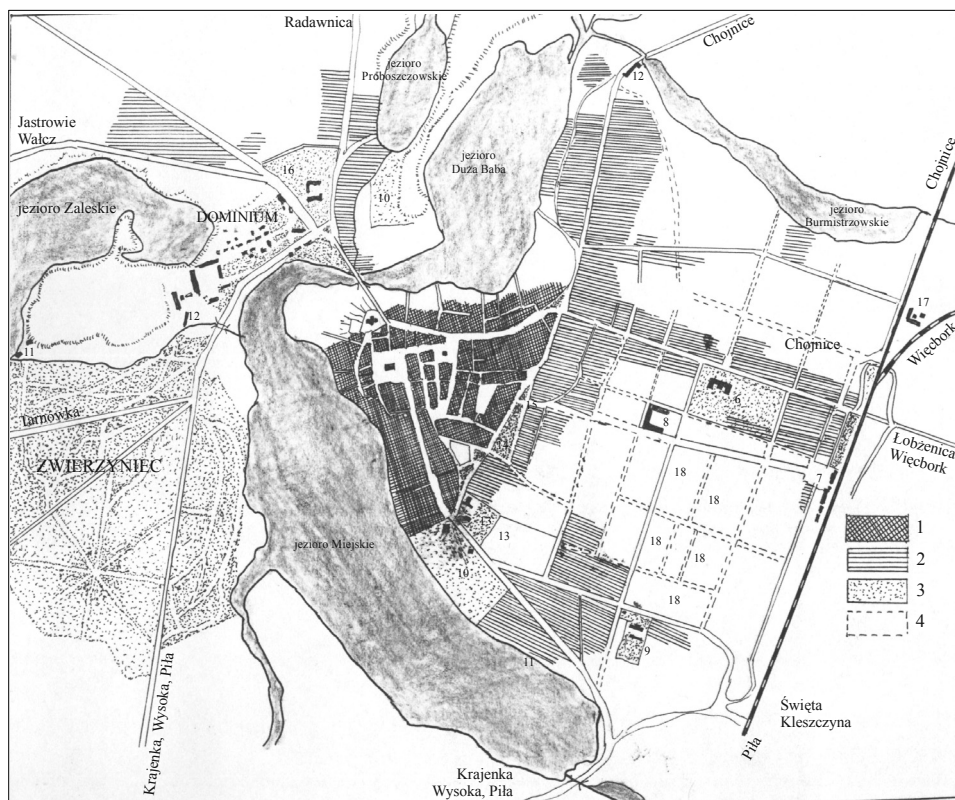 Radawnica
Chojnice
jezioro
Proboszczowskie
12
Jastrowie
Wałcz
jezioro
Duża Baba
Chojnice
16
10
jezioro Zaleskie
DOMINIUM
jezioro
Burmistrzowskie
17
12
Więcbork
11
Chojnice
Tarnówka
6
14
8
Łobżenica
Więcbork
ZWIERZYNIEC
18
7
18
1
jezioro Miejskie
13
18
2
10
18
3
18
4
9
11
Święta
Kleszczyna
Krajenka, Wysoka, Piła
Piła
Krajenka
Wysoka, Piła